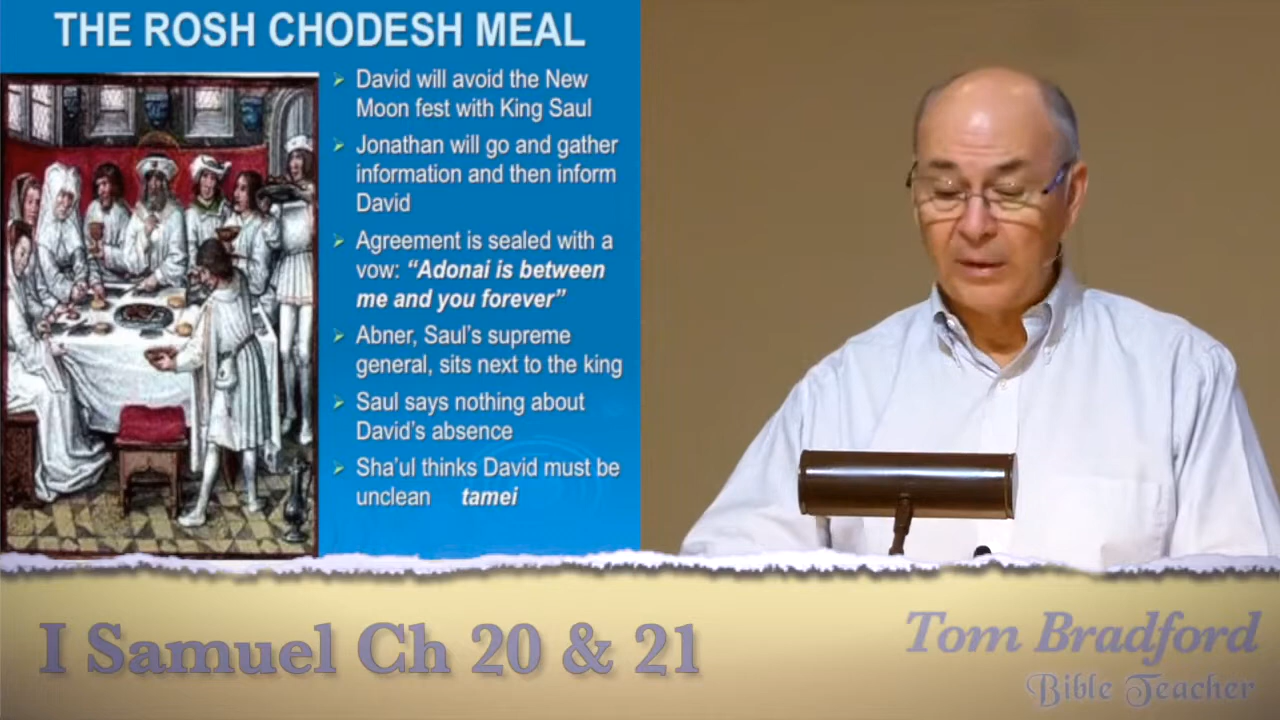 THE ROSH CHODESH MEAL
David will avoid the New
Moon fest with King Saul
Jonathan will go and gather
information and then inform
David
Agreement is sealed with a
vow: “Adonai is between
me and you forever”
Abner, Saul’s supreme
general, sits next to the king
Saul says nothing about
David’s absence
Sha’ul thinks David must be
unclean tamei
I Samuel Ch 20 & 21
Tom Bradford
Bible Teacher